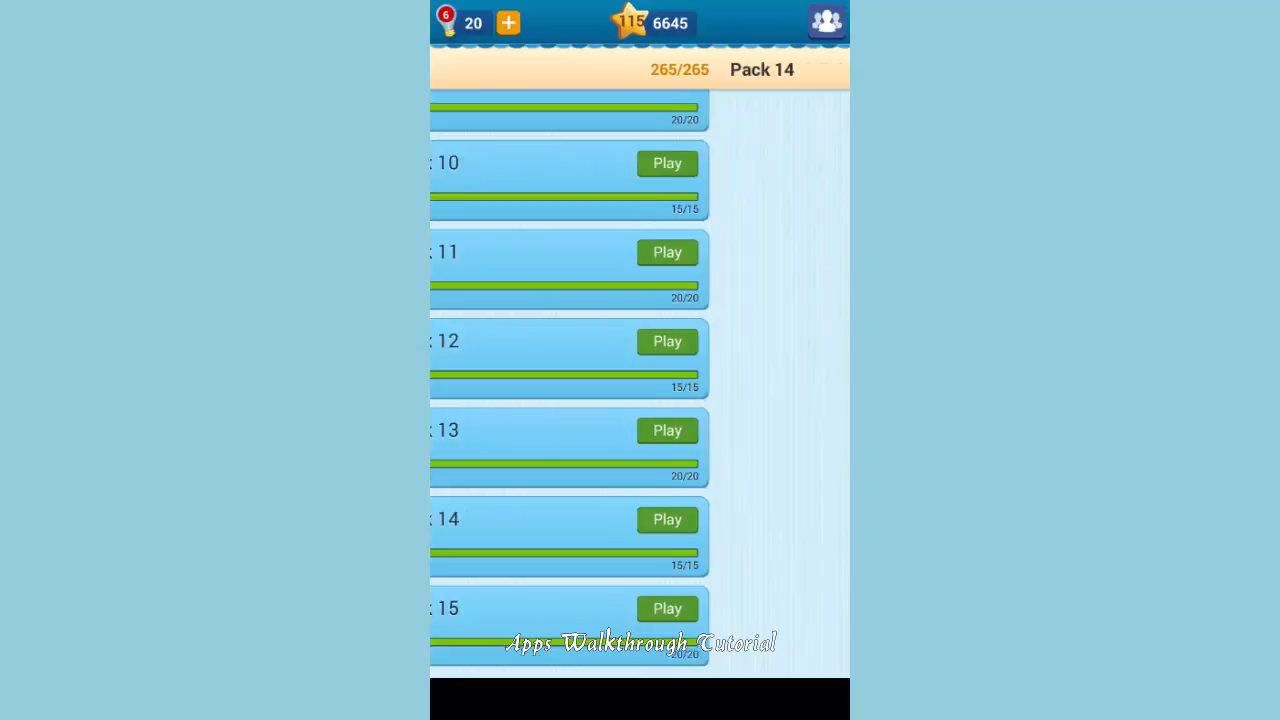 6 20 + 115 6645
265/265 Pack 14
20/20
10 Play
15/15
11 Play
20/20
12 Play
15/15
13 Play
20/20
14 Play
15/15
15 Play
Apps Walkthrough Tutorial
20/20